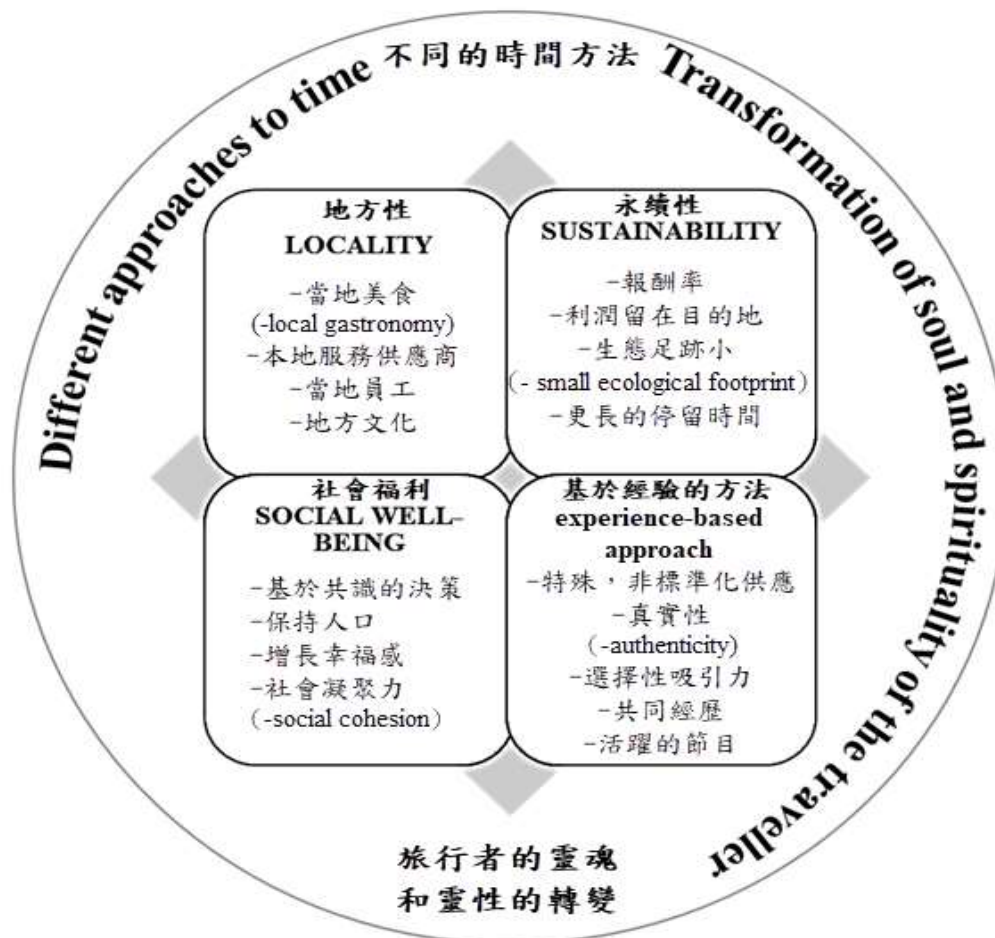 不同的時間方法
Different approaches to time
Transformation of soul and spirituality of the traveller
地方性
LOCALITY
-當地美食
(-local gastronomy)
-本地服務供應商
-當地員工
-地方文化
永續性
SUSTAINABILITY
-報酬率
-利潤留在目的地
-生態足跡小
(- small ecological footprint)
-更長的停留時間
社會福利
SOCIAL WELL-
BEING
-基於共識的決策
-保持人口
-增長幸福感
-社會凝聚力
(-social cohesion)
基於經驗的方法
experience-based
approach
-特殊，非標準化供應
-真實性
(-authenticity)
-選擇性吸引力
-共同經歷
-活躍的節目
旅行者的靈魂
和靈性的轉變